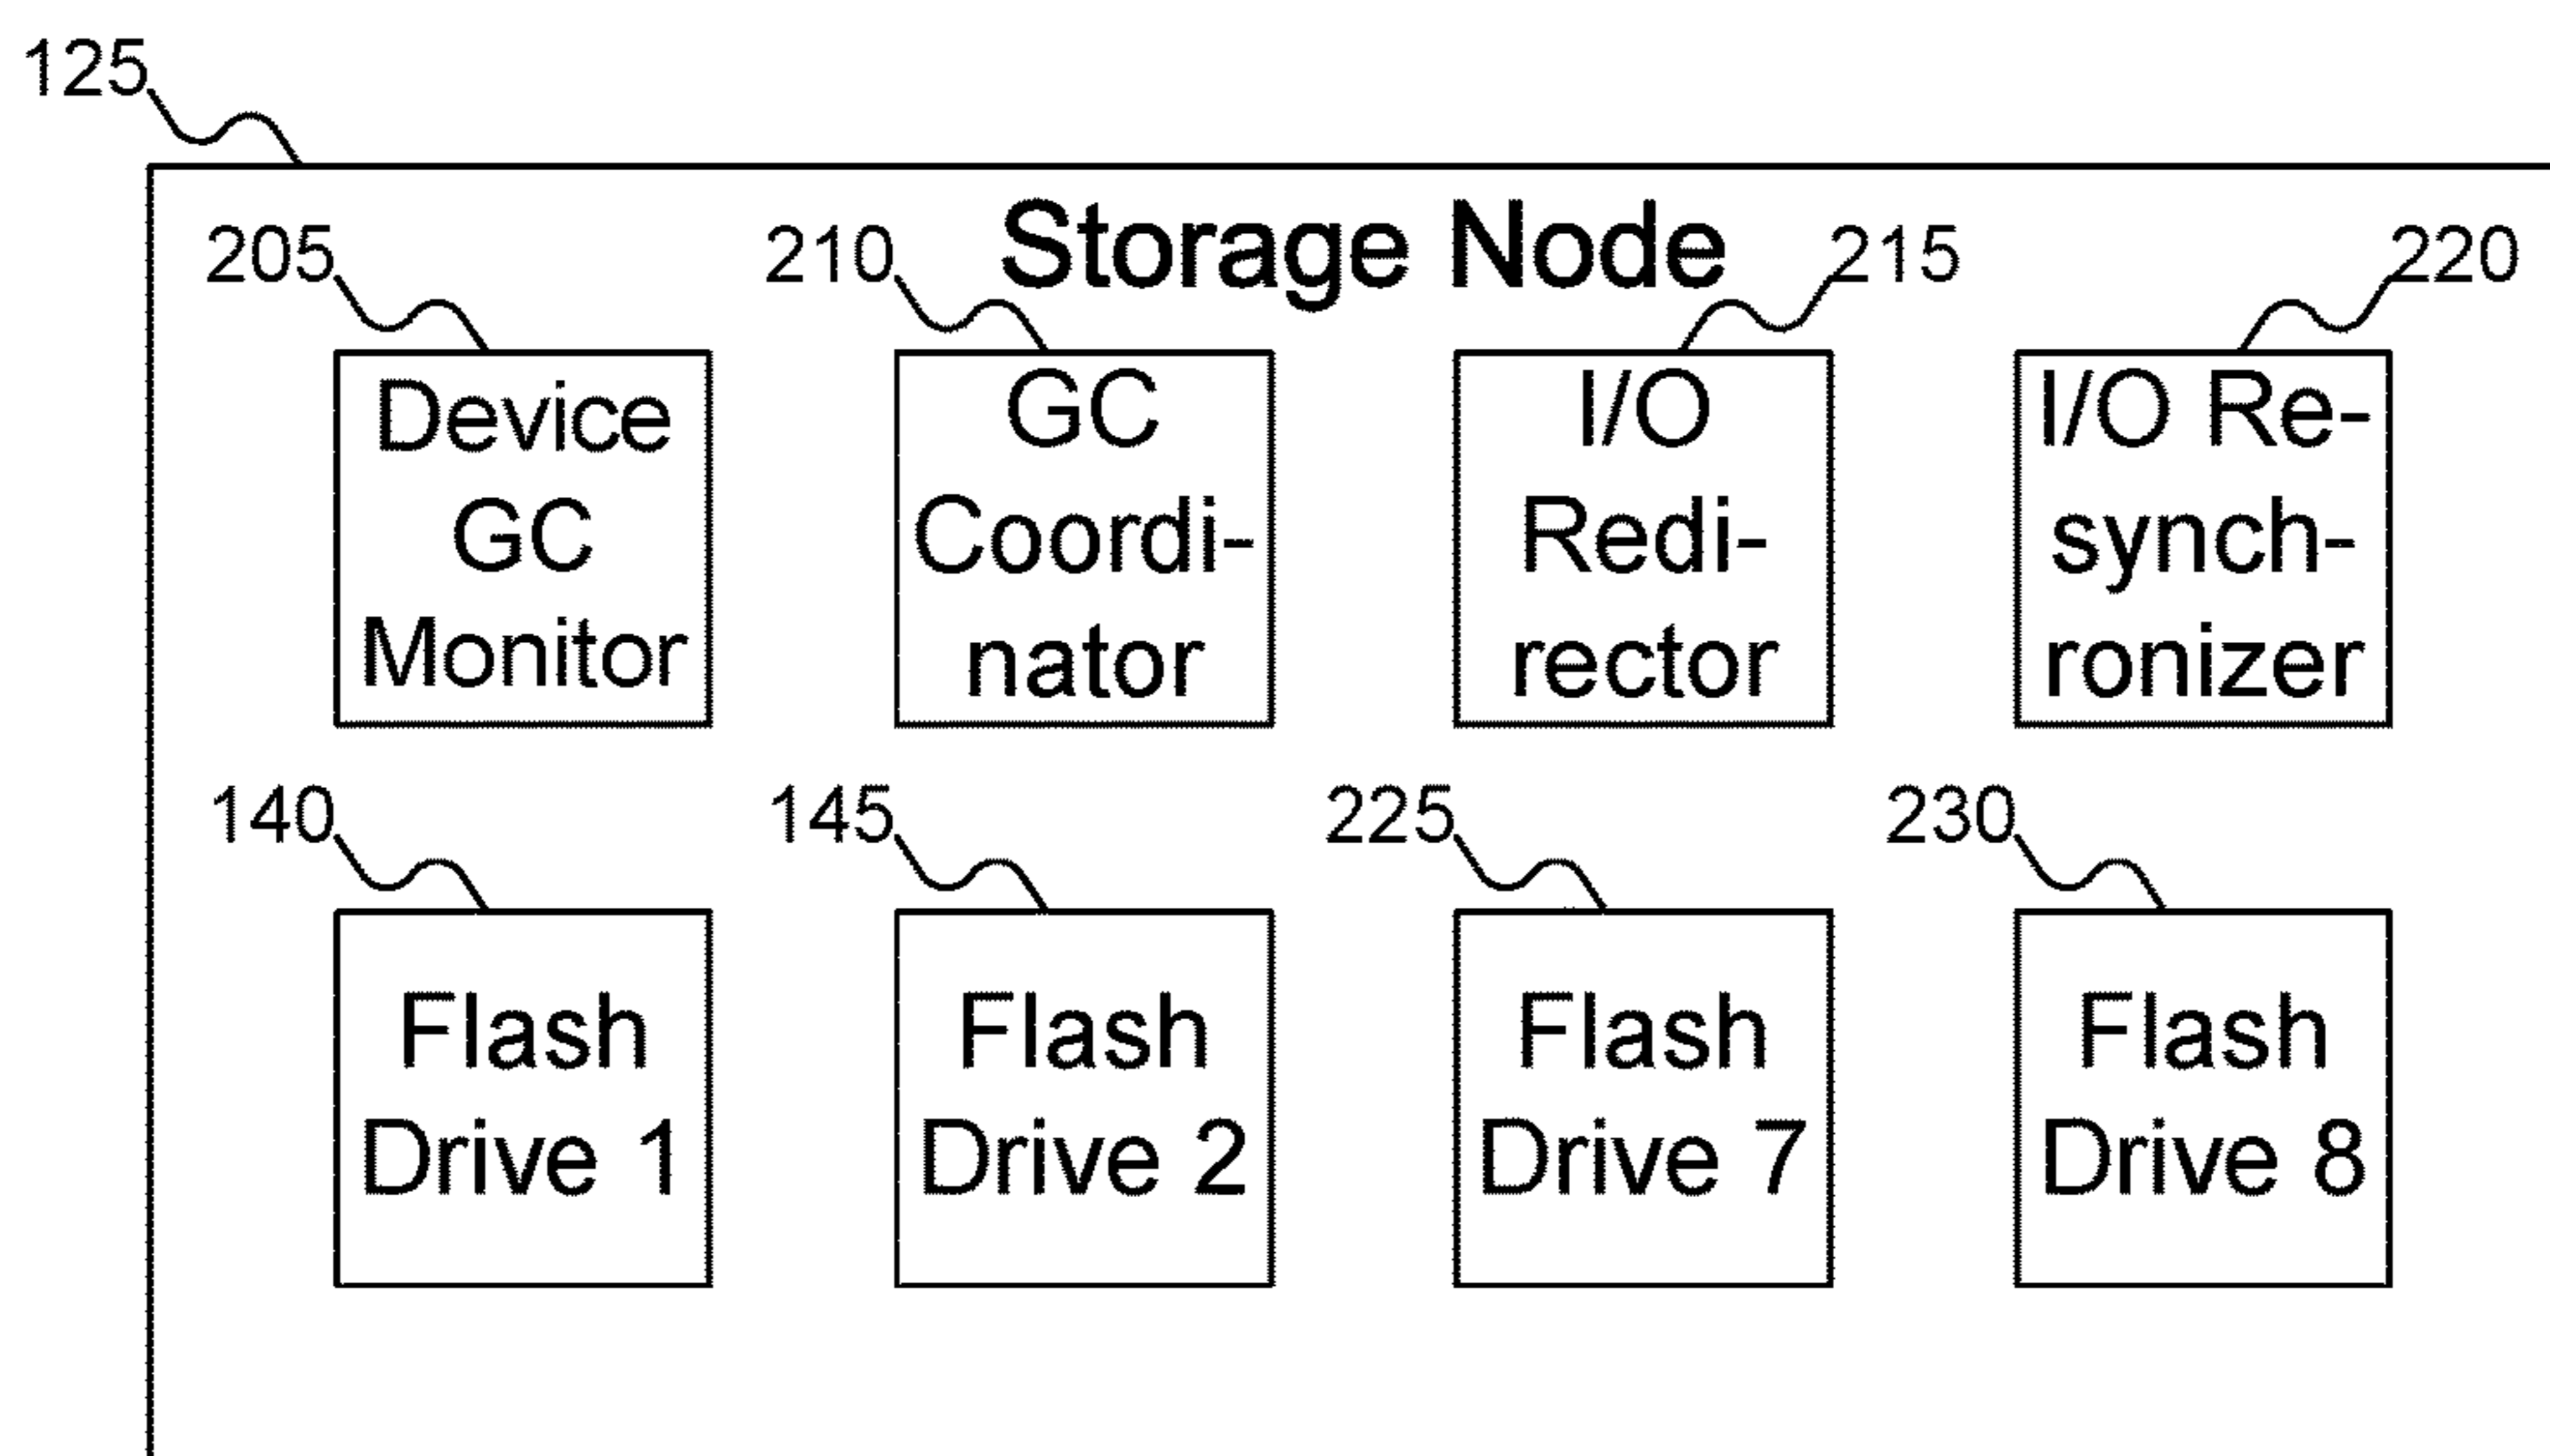 125
Storage Node
205
210
215
220
Device
GC
Monitor
GC
Coordi-
nator
I/O
Redi-
rector
I/O Re-
synch-
ronizer
140
145
225
230
Flash
Drive 1
Flash
Drive 2
Flash
Drive 7
Flash
Drive 8